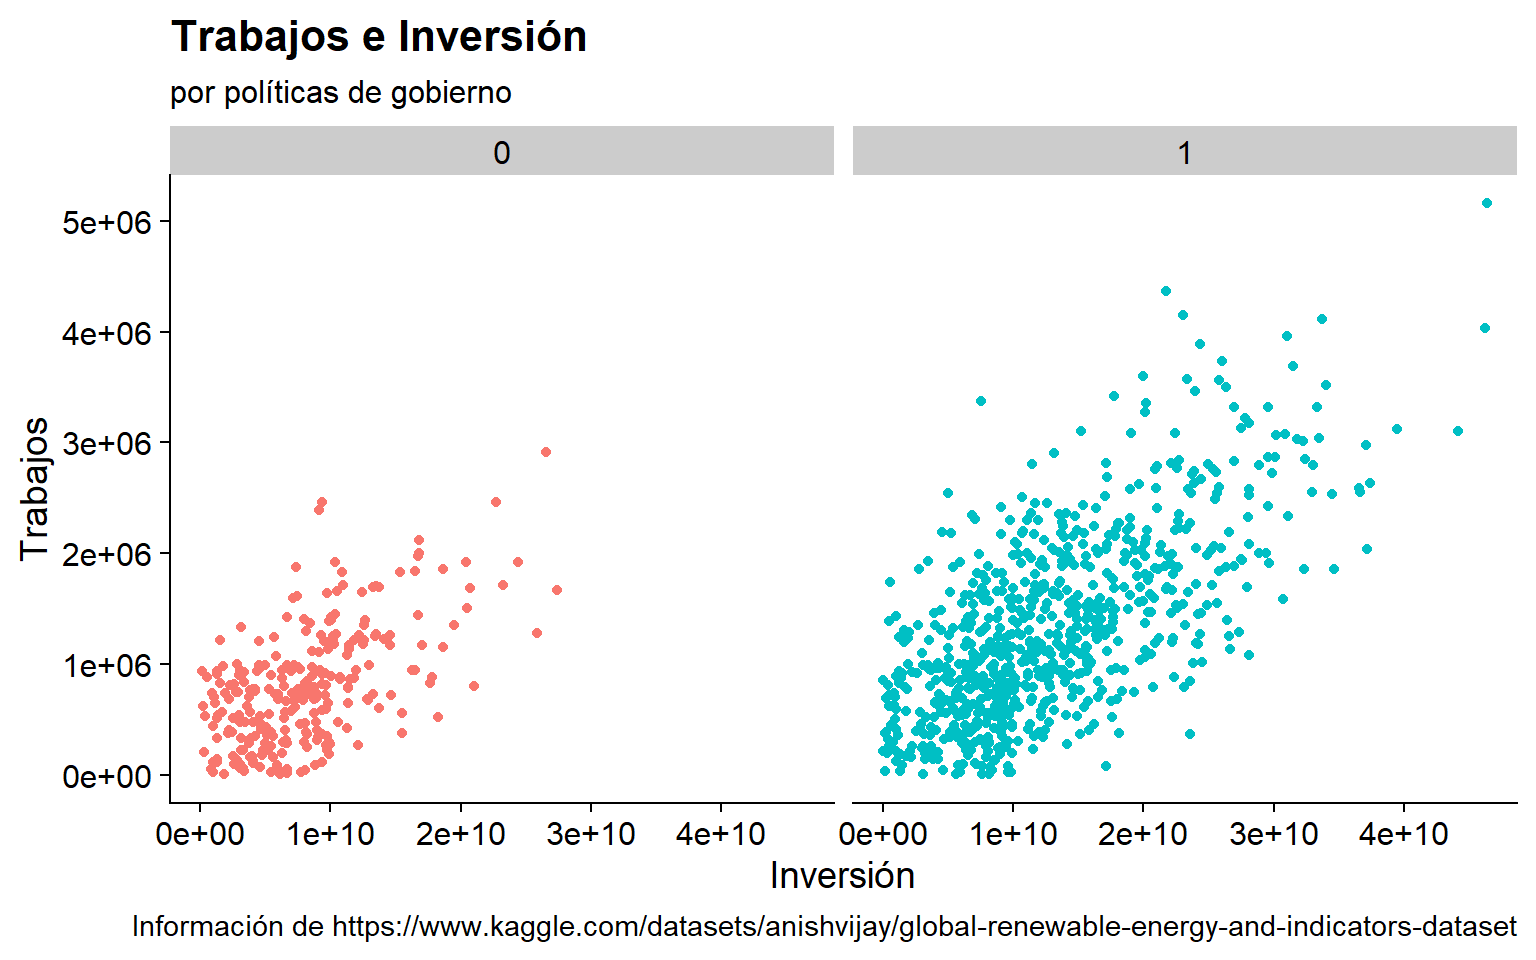 Trabajos e Inversión
por políticas de gobierno
0 1
5e+06
4e+06
3e+06
2e+06
1e+06
0e+00
Trabajos
0e+00 1e+10 2e+10 3e+10 4e+10 0e+00 1e+10 2e+10 3e+10 4e+10
Inversión
Información de https://www.kaggle.com/datasets/anishvijay/global-renewable-energy-and-indicators-dataset